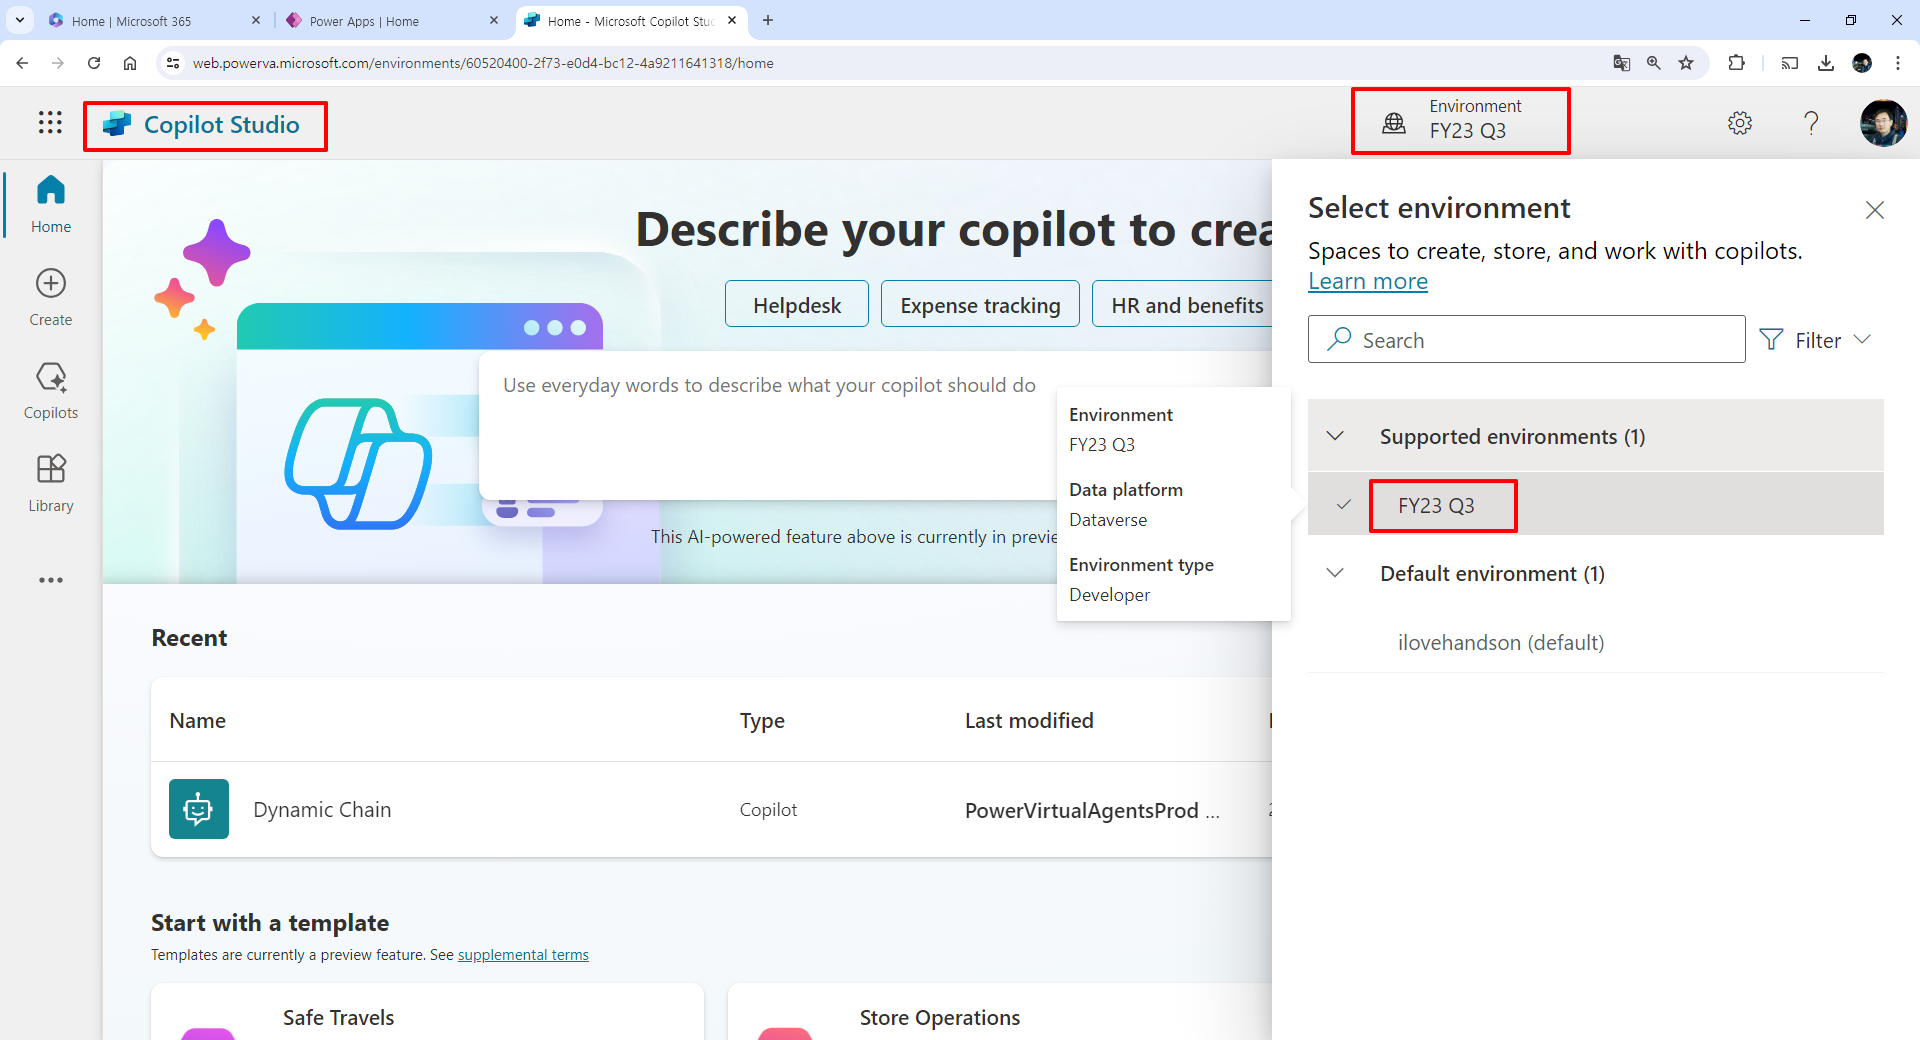 Home | Microsoft 365
Power Apps | Home
Home - Microsoft Copilot Stu
web.powerva.microsoft.com/environments/60520400-2f73-e0d4-bc12-4a9211641318/home
Copilot Studio
Environment
FY23 Q3
Home
Create
Copilots
Library
Describe your copilot to crea
Helpdesk
Expense tracking
HR and benefits
Use everyday words to describe what your copilot should do
This AI-powered feature above is currently in previe
Environment
FY23 Q3
Data platform
Dataverse
Environment type
Developer
Select environment
Spaces to create, store, and work with copilots.
Learn more
Search
Filter
Supported environments (1)
FY23 Q3
Default environment (1)
ilovehandson (default)
Recent
Name
Type
Last modified
Dynamic Chain
Copilot
PowerVirtualAgentsProd ...
Start with a template
Templates are currently a preview feature. See supplemental terms
Safe Travels
Store Operations